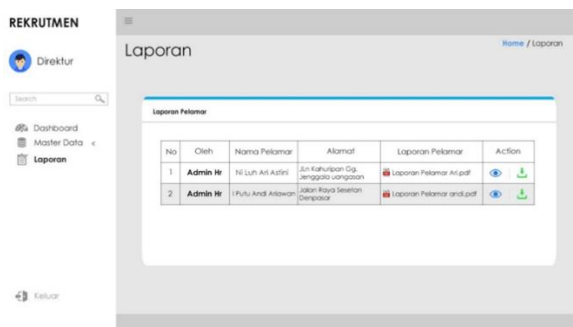 REKRUTMEN
Direktur
Search
Dashboard
Master Data <
Laporan
Keluar
Laporan
Home / Laporan
Laporan Pelamar
No Oleh Nama Pelamar Alamat Laporan Pelamar Action
1 Admin Hr Ni Luh Ari Astini Jln Kahuripan Gg. Jenggala uangasan Laporan Pelamar Ari.pdf
2 Admin Hr I Putu Andi Ariawan Jalan Raya Sesetan Denpasar Laporan Pelamar andi.pdf